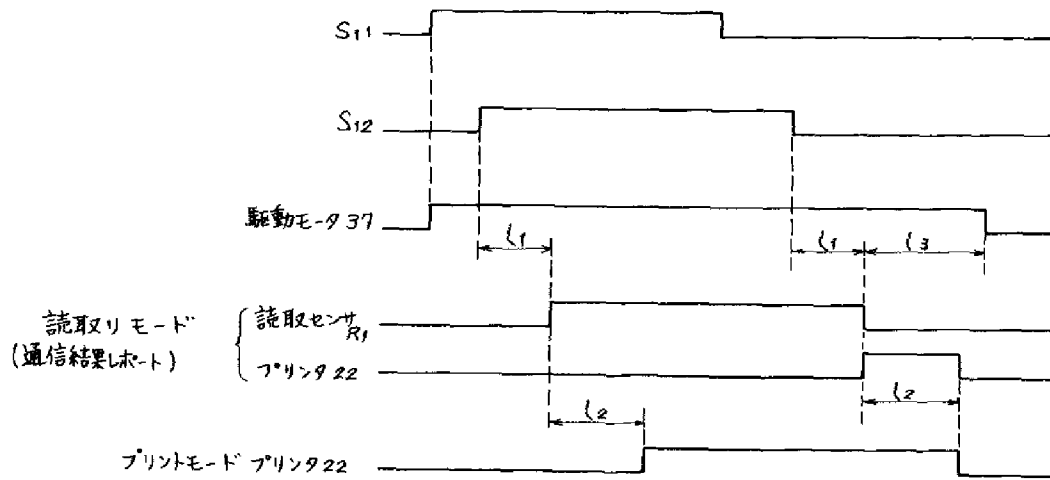 S11
S12
駆動モータ37
l1
l1
l3
読取りモード
(通信結果レポート)
読取センサR1
プリンタ22
l2
l2
プリントモード プリンタ22